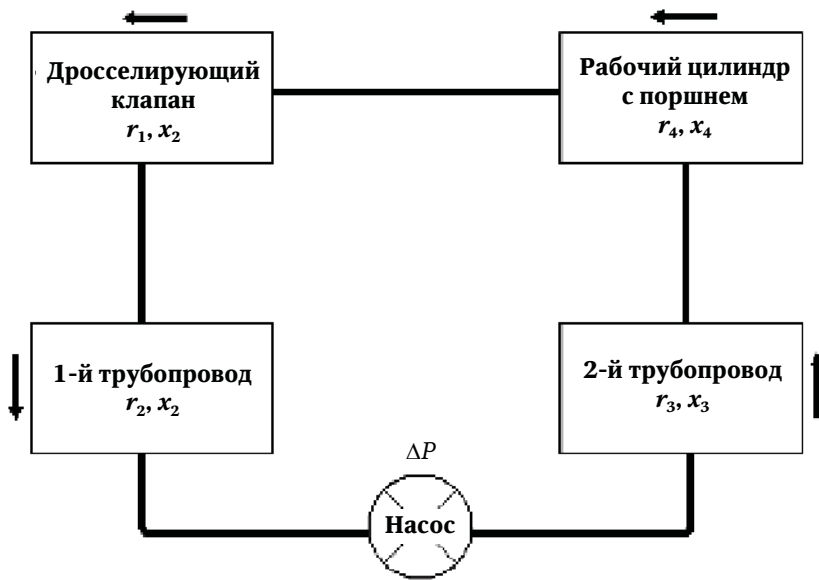 Дросселирующий
клапан
r₁, x₂
Рабочий цилиндр
с поршнем
r₄, x₄
1-й трубопровод
r₂, x₂
2-й трубопровод
r₃, x₃
ΔP
Насос